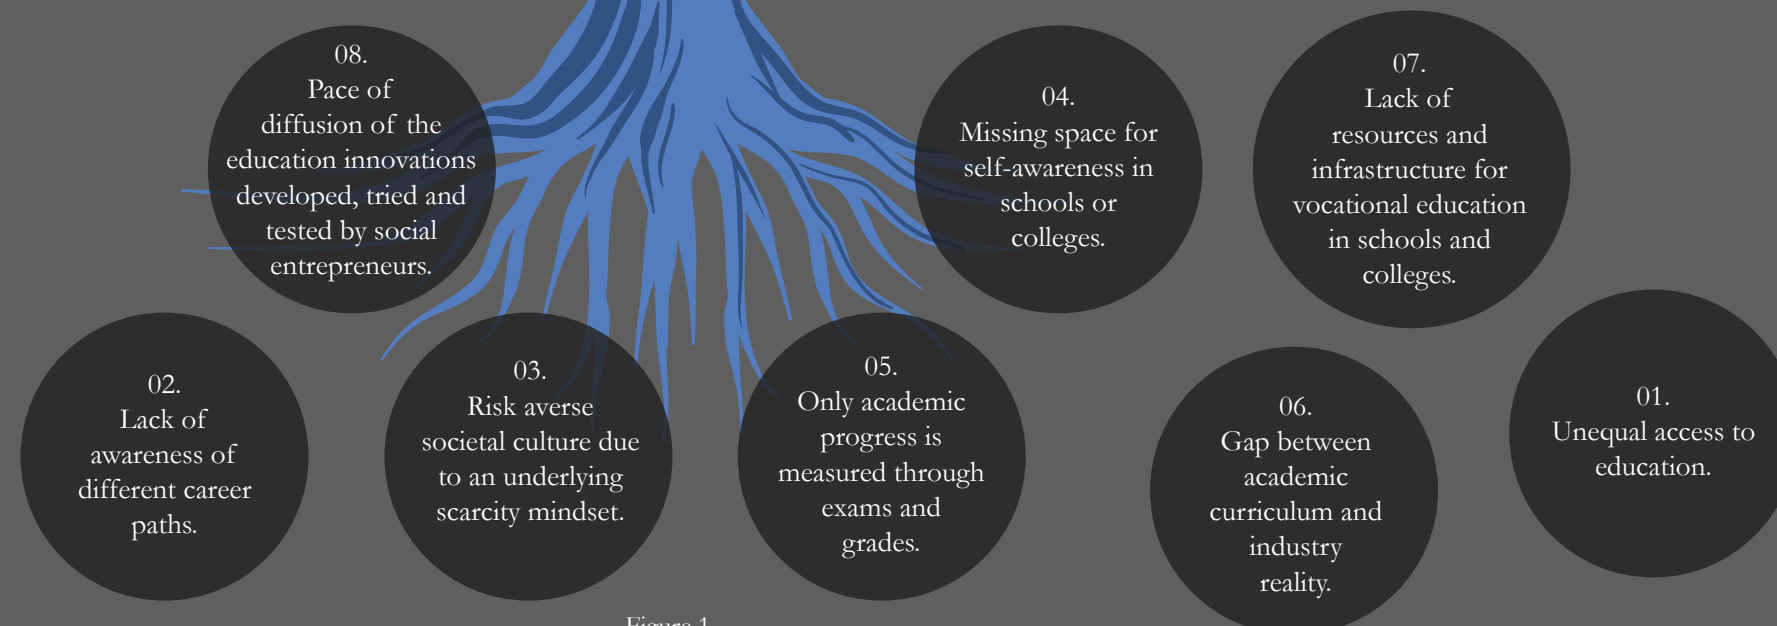 08.
Pace of
diffusion of the
education innovations
developed, tried and
tested by social
entrepreneurs.
04.
Missing space for
self-awareness in
schools or
colleges.
07.
Lack of
resources and
infrastructure for
vocational education
in schools and
colleges.
02.
Lack of
awareness of
different career
paths.
03.
Risk averse
societal culture due
to an underlying
scarcity mindset.
05.
Only academic
progress is
measured through
exams and
grades.
06.
Gap between
academic
curriculum and
industry
reality.
01.
Unequal access to
education.
Figure 1